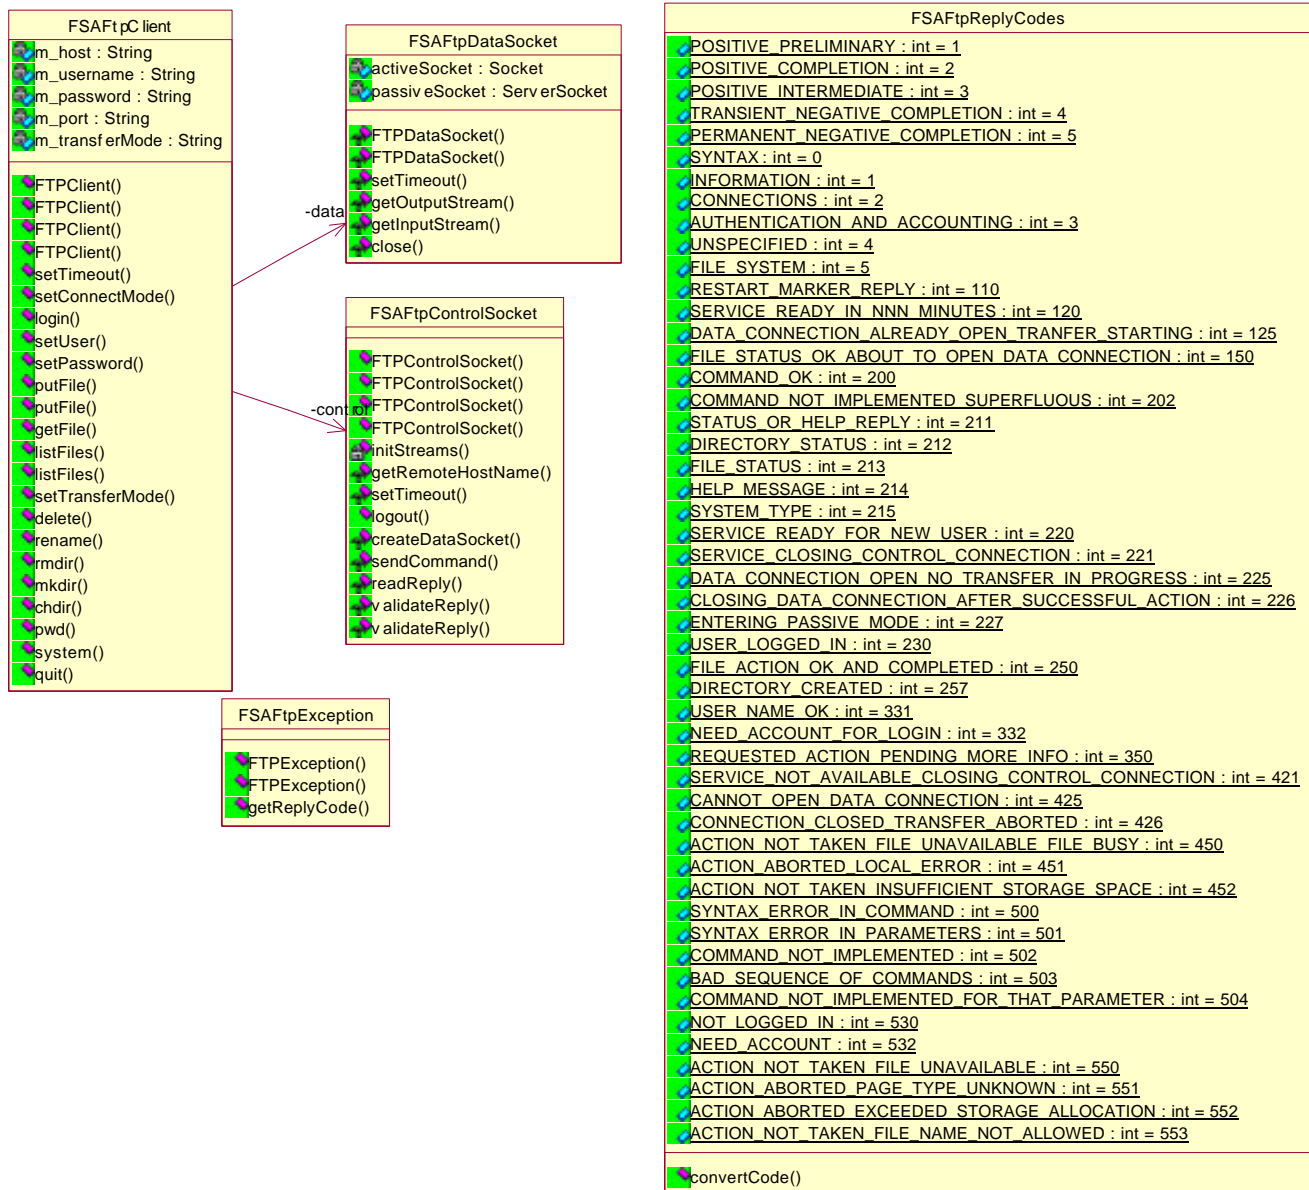 FSAFtpClient
m_host : String
m_username : String
m_password : String
m_port : String
m_transferMode : String
FTPClient()
FTPClient()
FTPClient()
FTPClient()
setTimeout()
setConnectMode()
login()
setUser()
setPassword()
putFile()
putFile()
getFile()
listFiles()
listFiles()
setTransferMode()
delete()
rename()
rmdir()
mkdir()
chdir()
pwd()
system()
quit()
-data
-control
FSAFtpDataSocket
activeSocket : Socket
passiveSocket : ServerSocket
FTPDataSocket()
FTPDataSocket()
setTimeout()
getOutputStream()
getInputStream()
close()
FSAFtpControlSocket
FTPControlSocket()
FTPControlSocket()
FTPControlSocket()
FTPControlSocket()
initStreams()
getRemoteHostName()
setTimeout()
logout()
createDataSocket()
sendCommand()
readReply()
validateReply()
validateReply()
FSAFtpException
FTPException()
FTPException()
getReplyCode()
FSAFtpReplyCodes
POSITIVE_PRELIMINARY : int = 1
POSITIVE_COMPLETION : int = 2
POSITIVE_INTERMEDIATE : int = 3
TRANSIENT_NEGATIVE_COMPLETION : int = 4
PERMANENT_NEGATIVE_COMPLETION : int = 5
SYNTAX : int = 0
INFORMATION : int = 1
CONNECTIONS : int = 2
AUTHENTICATION_AND_ACCOUNTING : int = 3
UNSPECIFIED : int = 4
FILE_SYSTEM : int = 5
RESTART_MARKER_REPLY : int = 110
SERVICE_READY_IN_NNN_MINUTES : int = 120
DATA_CONNECTION_ALREADY_OPEN_TRANFER_STARTING : int = 125
FILE_STATUS_OK_ABOUT_TO_OPEN_DATA_CONNECTION : int = 150
COMMAND_OK : int = 200
COMMAND_NOT_IMPLEMENTED_SUPERFLUOUS : int = 202
STATUS_OR_HELP_REPLY : int = 211
DIRECTORY_STATUS : int = 212
FILE_STATUS : int = 213
HELP_MESSAGE : int = 214
SYSTEM_TYPE : int = 215
SERVICE_READY_FOR_NEW_USER : int = 220
SERVICE_CLOSING_CONTROL_CONNECTION : int = 221
DATA_CONNECTION_OPEN_NO_TRANSFER_IN_PROGRESS : int = 225
CLOSING_DATA_CONNECTION_AFTER_SUCCESSFUL_ACTION : int = 226
ENTERING_PASSIVE_MODE : int = 227
USER_LOGGED_IN : int = 230
FILE_ACTION_OK_AND_COMPLETED : int = 250
DIRECTORY_CREATED : int = 257
USER_NAME_OK : int = 331
NEED_ACCOUNT_FOR_LOGIN : int = 332
REQUESTED_ACTION_PENDING_MORE_INFO : int = 350
SERVICE_NOT_AVAILABLE_CLOSING_CONTROL_CONNECTION : int = 421
CANNOT_OPEN_DATA_CONNECTION : int = 425
CONNECTION_CLOSED_TRANSFER_ABORTED : int = 426
ACTION_NOT_TAKEN_FILE_UNAVAILABLE_FILE_BUSY : int = 450
ACTION_ABORTED_LOCAL_ERROR : int = 451
ACTION_NOT_TAKEN_INSUFFICIENT_STORAGE_SPACE : int = 452
SYNTAX_ERROR_IN_COMMAND : int = 500
SYNTAX_ERROR_IN_PARAMETERS : int = 501
COMMAND_NOT_IMPLEMENTED : int = 502
BAD_SEQUENCE_OF_COMMANDS : int = 503
COMMAND_NOT_IMPLEMENTED_FOR_THAT_PARAMETER : int = 504
NOT_LOGGED_IN : int = 530
NEED_ACCOUNT : int = 532
ACTION_NOT_TAKEN_FILE_UNAVAILABLE : int = 550
ACTION_ABORTED_PAGE_TYPE_UNKNOWN : int = 551
ACTION_ABORTED_EXCEEDED_STORAGE_ALLOCATION : int = 552
ACTION_NOT_TAKEN_FILE_NAME_NOT_ALLOWED : int = 553
convertCode()